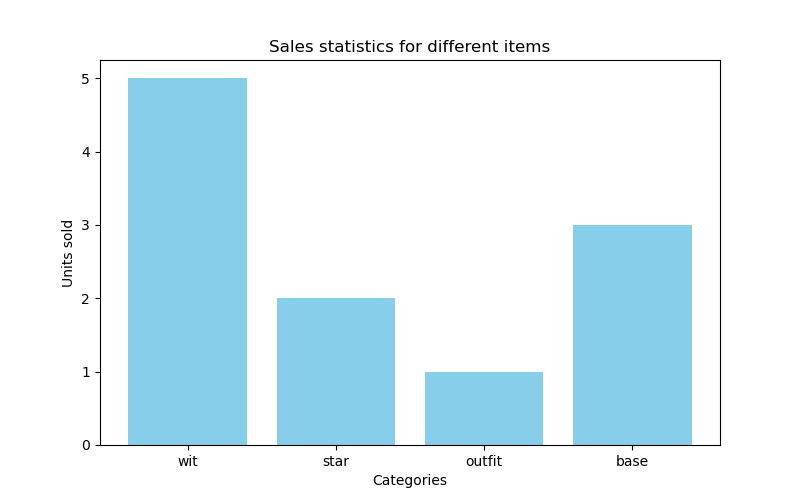 Sales statistics for different items
5
4
3
2
1
0
Units sold
wit star outfit base
Categories